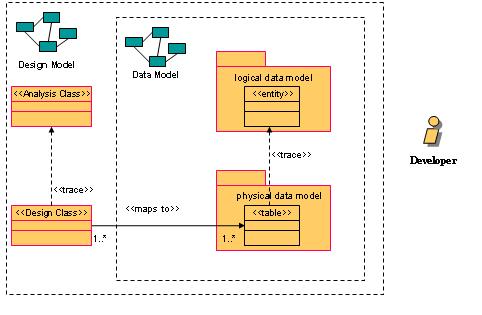 Design Model
Data Model
<<Analysis Class>>
logical data model
<<entity>>
Developer
<<trace>>
<<trace>>
physical data model
<<Design Class>>
<<maps to>>
<<table>>
1..*
1..*